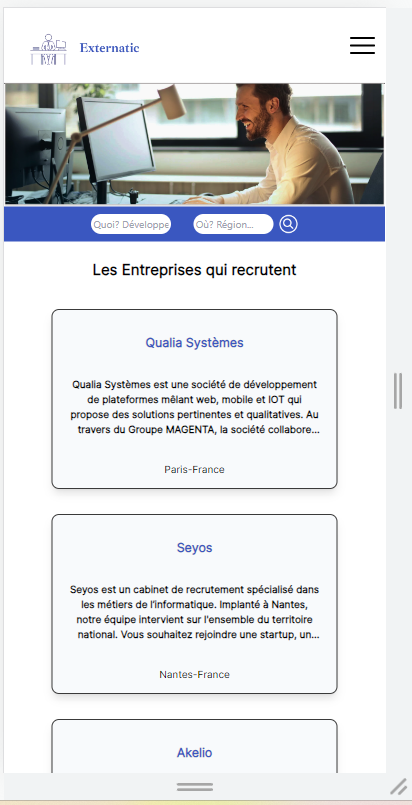 Externatic
Quoi? Développe
Où? Région...
Les Entreprises qui recrutent
Qualia Systèmes
Qualia Systèmes est une société de développement
de plateformes mêlant web, mobile et IOT qui
propose des solutions pertinentes et qualitatives. Au
travers du Groupe MAGENTA, la société collabore...
Paris-France
Seyos
Seyos est un cabinet de recrutement spécialisé dans
les métiers de l'informatique. Implanté à Nantes,
notre équipe intervient sur l'ensemble du territoire
national. Vous souhaitez rejoindre une startup, un...
Nantes-France
Akelio